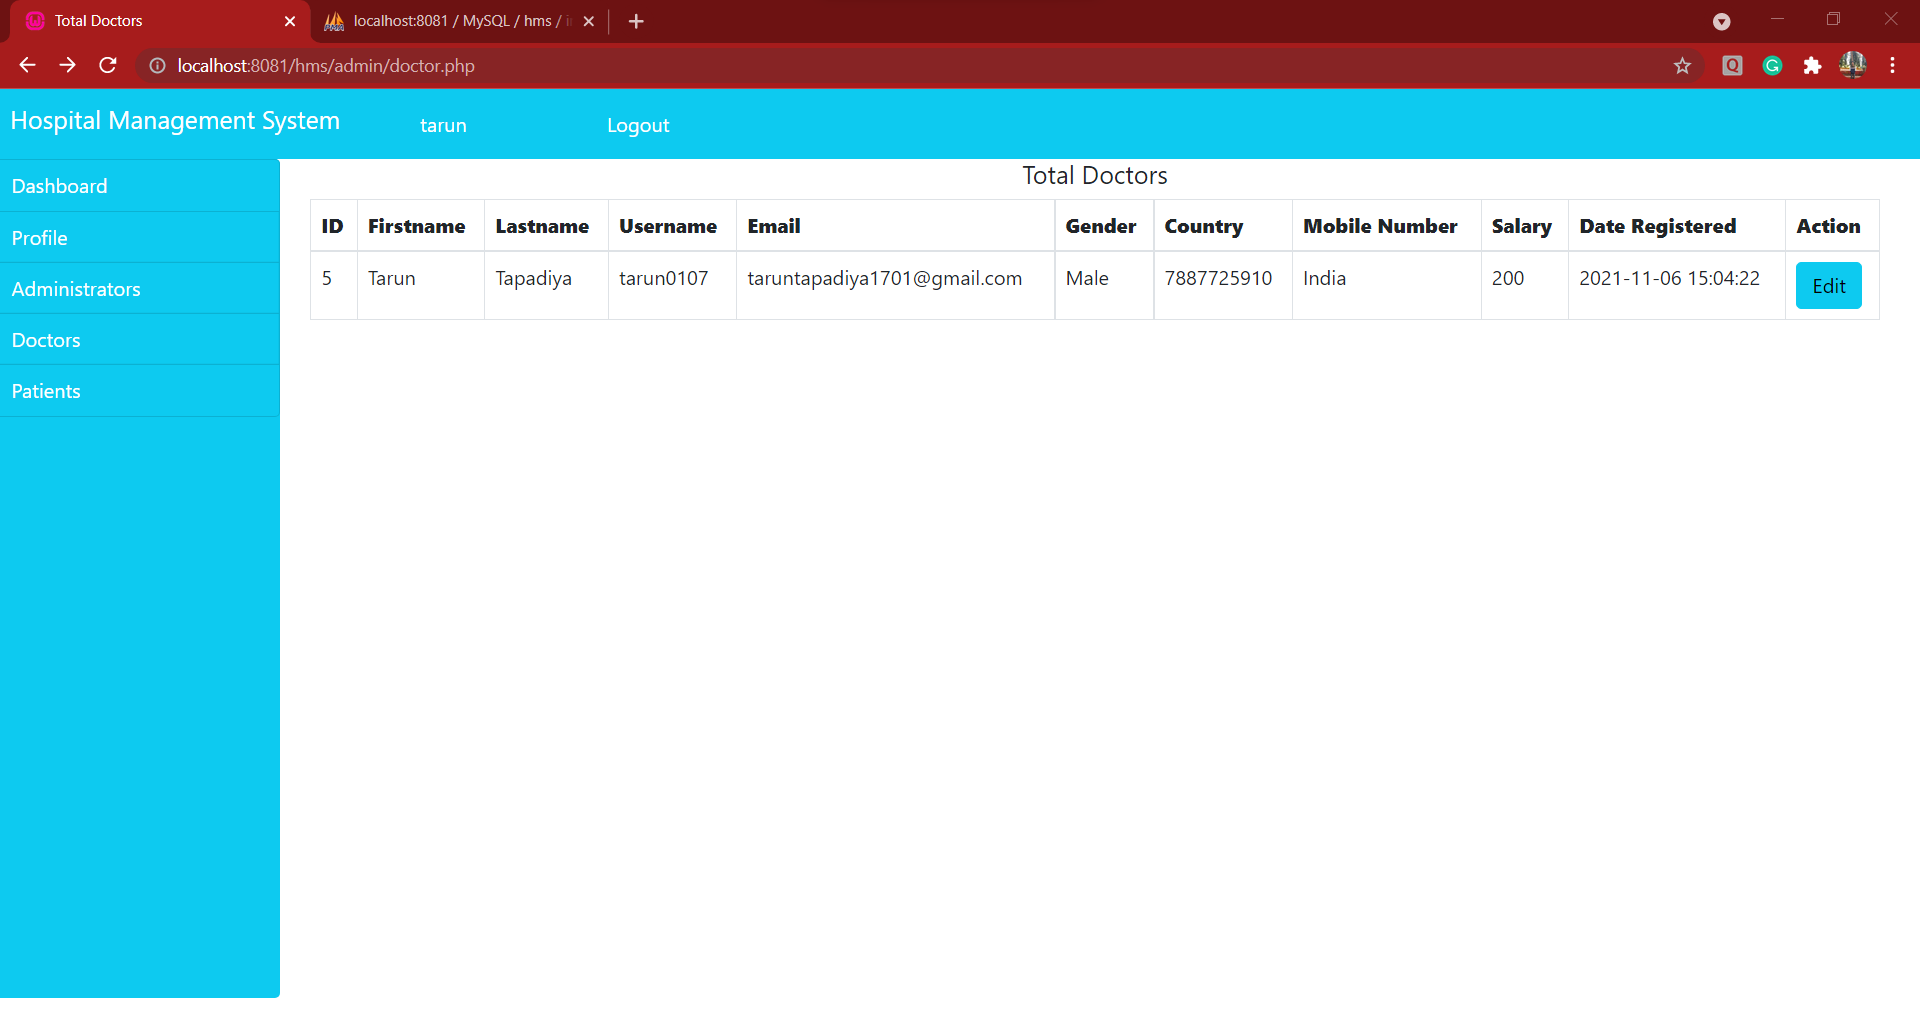 Total Doctors
localhost:8081 / MySQL / hms /
localhost:8081/hms/admin/doctor.php
Hospital Management System tarun Logout
Dashboard
Profile
Administrators
Doctors
Patients
Total Doctors
ID Firstname Lastname Username Email Gender Country Mobile Number Salary Date Registered Action
5 Tarun Tapadiya tarun0107 taruntapadiya1701@gmail.com Male 7887725910 India 200 2021-11-06 15:04:22 Edit